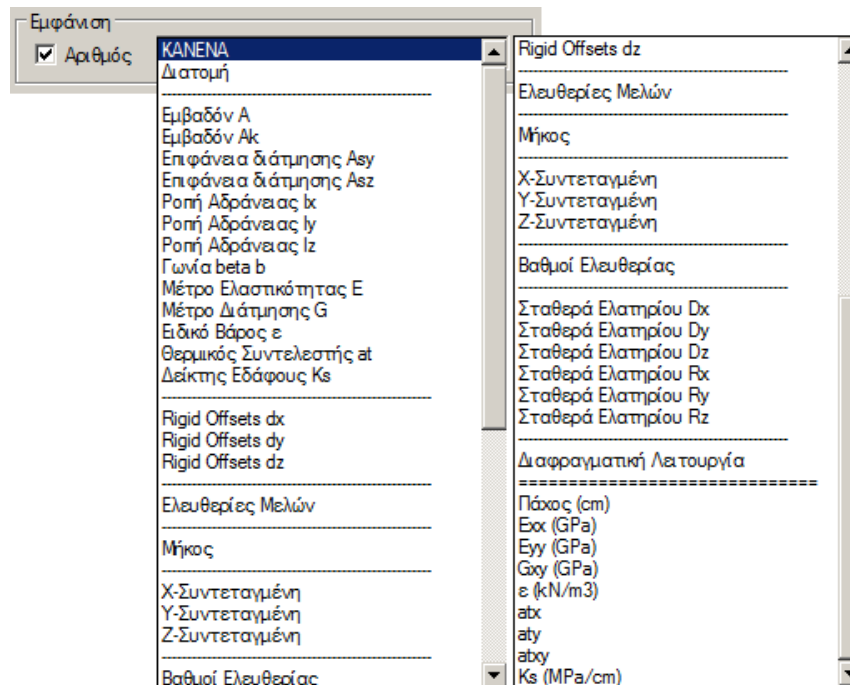 Εμφάνιση
Αριθμός
ΚΑΝΕΝΑ
Διατομή
Εμβαδόν A
Εμβαδόν Ak
Επιφάνεια διάτμησης Asy
Επιφάνεια διάτμησης Asz
Ροπή Αδράνειας Ix
Ροπή Αδράνειας Iy
Ροπή Αδράνειας Iz
Γωνία beta b
Μέτρο Ελαστικότητας E
Μέτρο Διάτμησης G
Ειδικό Βάρος ε
Θερμικός Συντελεστής at
Δείκτης Εδάφους Ks
Rigid Offsets dx
Rigid Offsets dy
Rigid Offsets dz
Ελευθερίες Μελών
Μήκος
X-Συντεταγμένη
Y-Συντεταγμένη
Z-Συντεταγμένη
Βαθμοί Ελευθερίας
Rigid Offsets dz
Ελευθερίες Μελών
Μήκος
X-Συντεταγμένη
Y-Συντεταγμένη
Z-Συντεταγμένη
Βαθμοί Ελευθερίας
Σταθερά Ελατηρίου Dx
Σταθερά Ελατηρίου Dy
Σταθερά Ελατηρίου Dz
Σταθερά Ελατηρίου Rx
Σταθερά Ελατηρίου Ry
Σταθερά Ελατηρίου Rz
Διαφραγματική Λειτουργία
Πάχος (cm)
Exx (GPa)
Eyy (GPa)
Gxy (GPa)
ε (kN/m3)
atx
aty
atxy
Ks (MPa/cm)